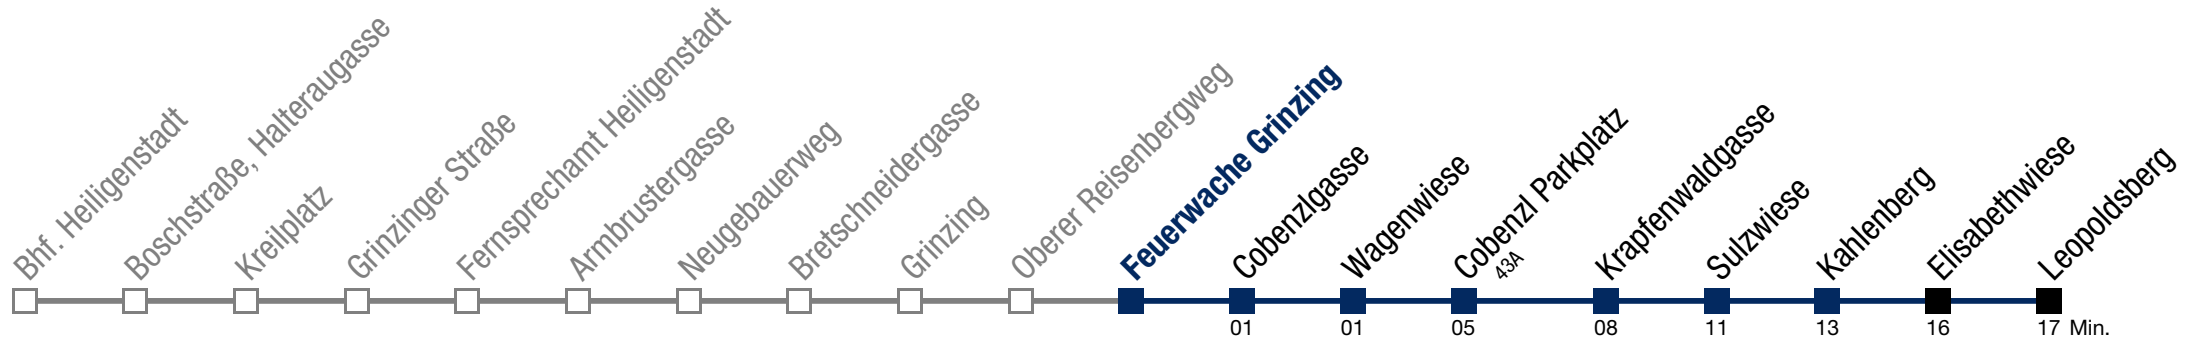 Bhf. Heiligenstadt
Boschstraße, Halteraugasse
Kreilplatz
Grinzinger Straße
Fernsprechamt Heiligenstadt
Armbrustergasse
Neugebauerweg
Bretschneidergasse
Grinzing
Oberer Reisenbergweg
Feuerwache Grinzing
Cobenzlgasse
Wagenwiese
Cobenzl Parkplatz
43A
Krapfenwaldgasse
Sulzwiese
Kahlenberg
Elisabethwiese
Leopoldsberg
01 01 05 08 11 13 16 17 Min.